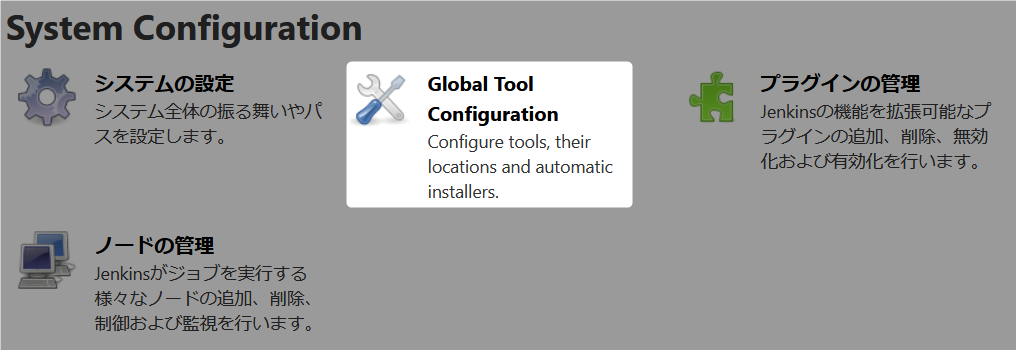 System Configuration
システムの設定
システム全体の振る舞いやパ
スを設定します。
Global Tool
Configuration
Configure tools, their
locations and automatic
installers.
プラグインの管理
Jenkinsの機能を拡張可能なプ
ラグインの追加、削除、無効
化および有効化を行います。
ノードの管理
Jenkinsがジョブを実行する
様々なノードの追加、削除、
制御および監視を行います。